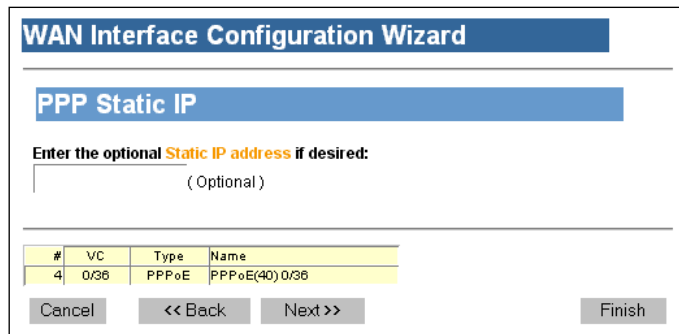 WAN Interface Configuration Wizard
PPP Static IP
Enter the optional Static IP address if desired:
( Optional )
# VC Type Name
4 0/36 PPPoE PPPoE(40) 0/36
Cancel << Back Next >> Finish